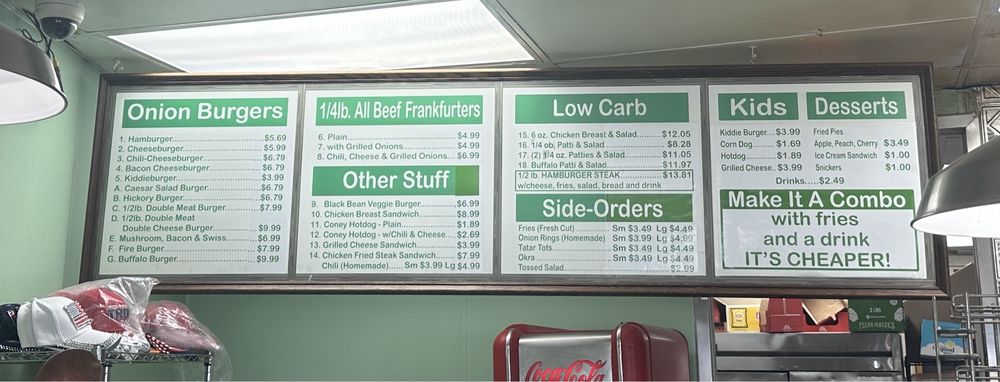 Onion Burgers
1. Hamburger $5.69
2. Cheeseburger $5.99
3. Chili-Cheeseburger $6.79
4. Bacon Cheeseburger $6.79
5. Kiddieburger $3.99
A. Caesar Salad Burger $6.79
B. Hickory Burger $6.79
C. 1/2lb. Double Meat Burger $7.99
D. 1/2lb. Double Meat
Double Cheese Burger $9.99
E. Mushroom, Bacon & Swiss $6.99
F. Fire Burger $7.99
G. Buffalo Burger $9.99
1/4lb. All Beef Frankfurters
6. Plain $4.99
7. with Grilled Onions $4.99
8. Chili, Cheese & Grilled Onions $6.99
Other Stuff
9. Black Bean Veggie Burger $6.99
10. Chicken Breast Sandwich $8.99
11. Coney Hotdog - Plain $1.89
12. Coney Hotdog - w/Chili & Cheese $2.69
13. Grilled Cheese Sandwich $3.99
14. Chicken Fried Steak Sandwich $7.99
Chili (Homemade) Sm $3.99 Lg $4.99
Low Carb
15. 6 oz. Chicken Breast & Salad $12.05
16. 1/4 ob, Patti & Salad $8.28
17. (2) 1/4 oz. Patties & Salad $11.05
18. Buffalo Patti & Salad $11.97
1/2 lb. HAMBURGER STEAK $13.81
w/cheese, fries, salad, bread and drink
Side-Orders
Fries (Fresh Cut) Sm $3.49 Lg $4.49
Onion Rings (Homemade) Sm $3.99 Lg $4.99
Tatar Tots Sm $3.49 Lg $4.49
Okra Sm $3.49 Lg $4.49
Tossed Salad $2.99
Kids
Kiddie Burger $3.99
Corn Dog $1.69
Hotdog $1.89
Grilled Cheese $3.99
Desserts
Fried Pies
Apple, Peach, Cherry $3.49
Ice Cream Sandwich $1.00
Snickers $1.00
Drinks $2.49
Make It A Combo
with fries
and a drink
IT'S CHEAPER!
Coca-Cola
2 LBS
PECAN HALVES
good